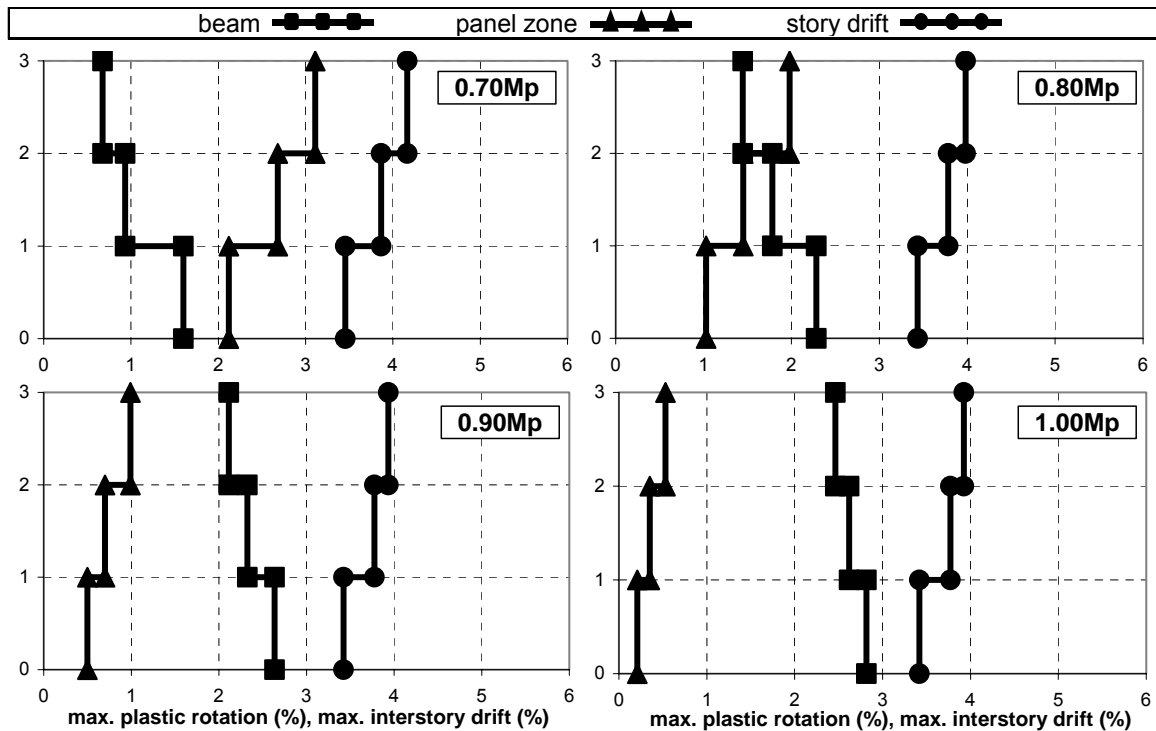 beam panel zone story drift
3 3
0.70Mp 0.80Mp
2 2
1 1
0 0
0 1 2 3 4 5 6 0 1 2 3 4 5 6
3 3
0.90Mp 1.00Mp
2 2
1 1
0 0
0 1 2 3 4 5 6 0 1 2 3 4 5 6
max. plastic rotation (%), max. interstory drift (%) max. plastic rotation (%), max. interstory drift (%)